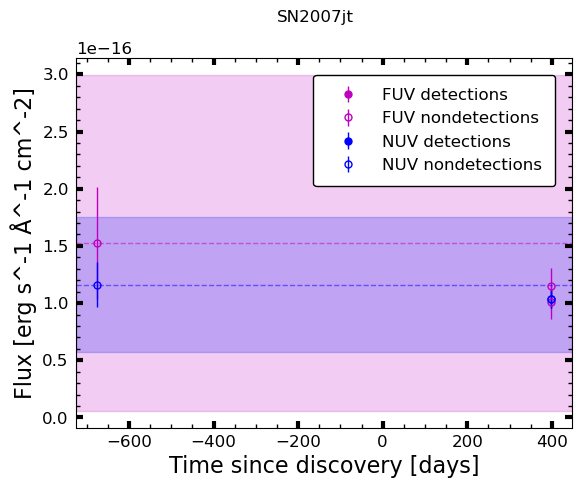 SN2007jt
1e−16
3.0
2.5
2.0
1.5
1.0
0.5
0.0
Flux [erg s^-1 Å^-1 cm^-2]
FUV detections
FUV nondetections
NUV detections
NUV nondetections
−600 −400 −200 0 200 400
Time since discovery [days]